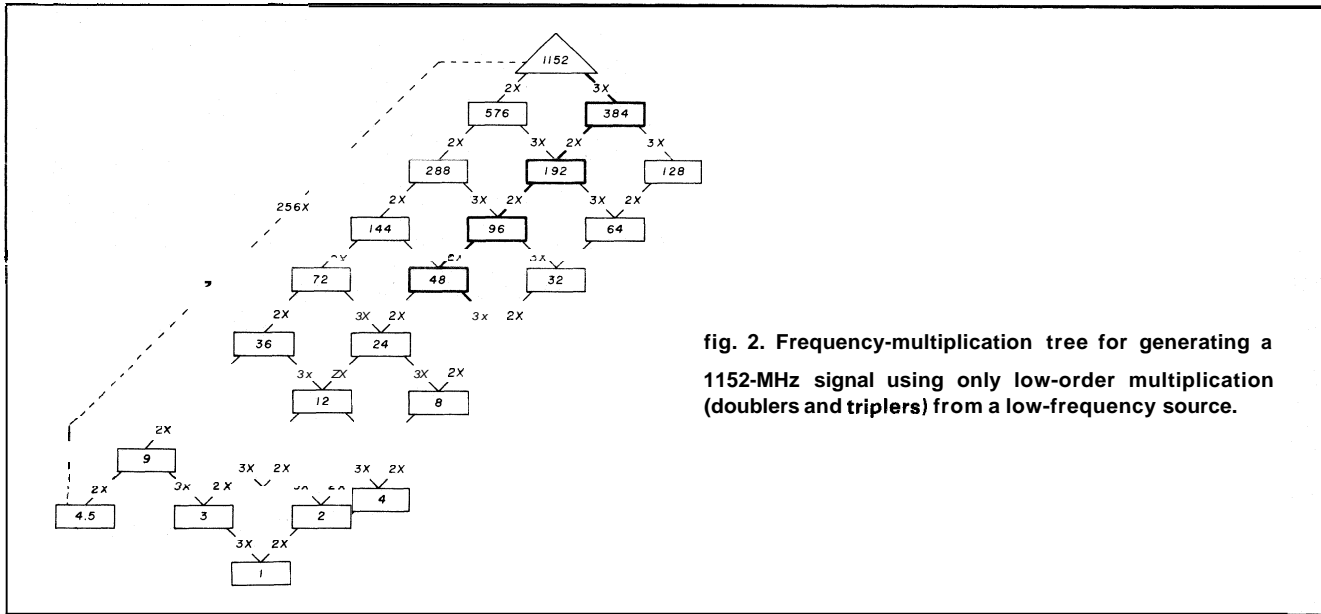 1152
2X 3X
576 384
2X 3X 2X 3X
288 192 128
256X
2X 3X 2X 3X 2X
144 96 64
3X
72 48 32
2X 3X 2X 3x 2X
36 24
3x 2X 3X 2X
12 8
2X
9
3X 2X 3X 2X
2X 3X 2X
4
4.5 3 2
3X 2X
1
fig. 2. Frequency-multiplication tree for generating a
1152-MHz signal using only low-order multiplication
(doublers and triplers) from a low-frequency source.